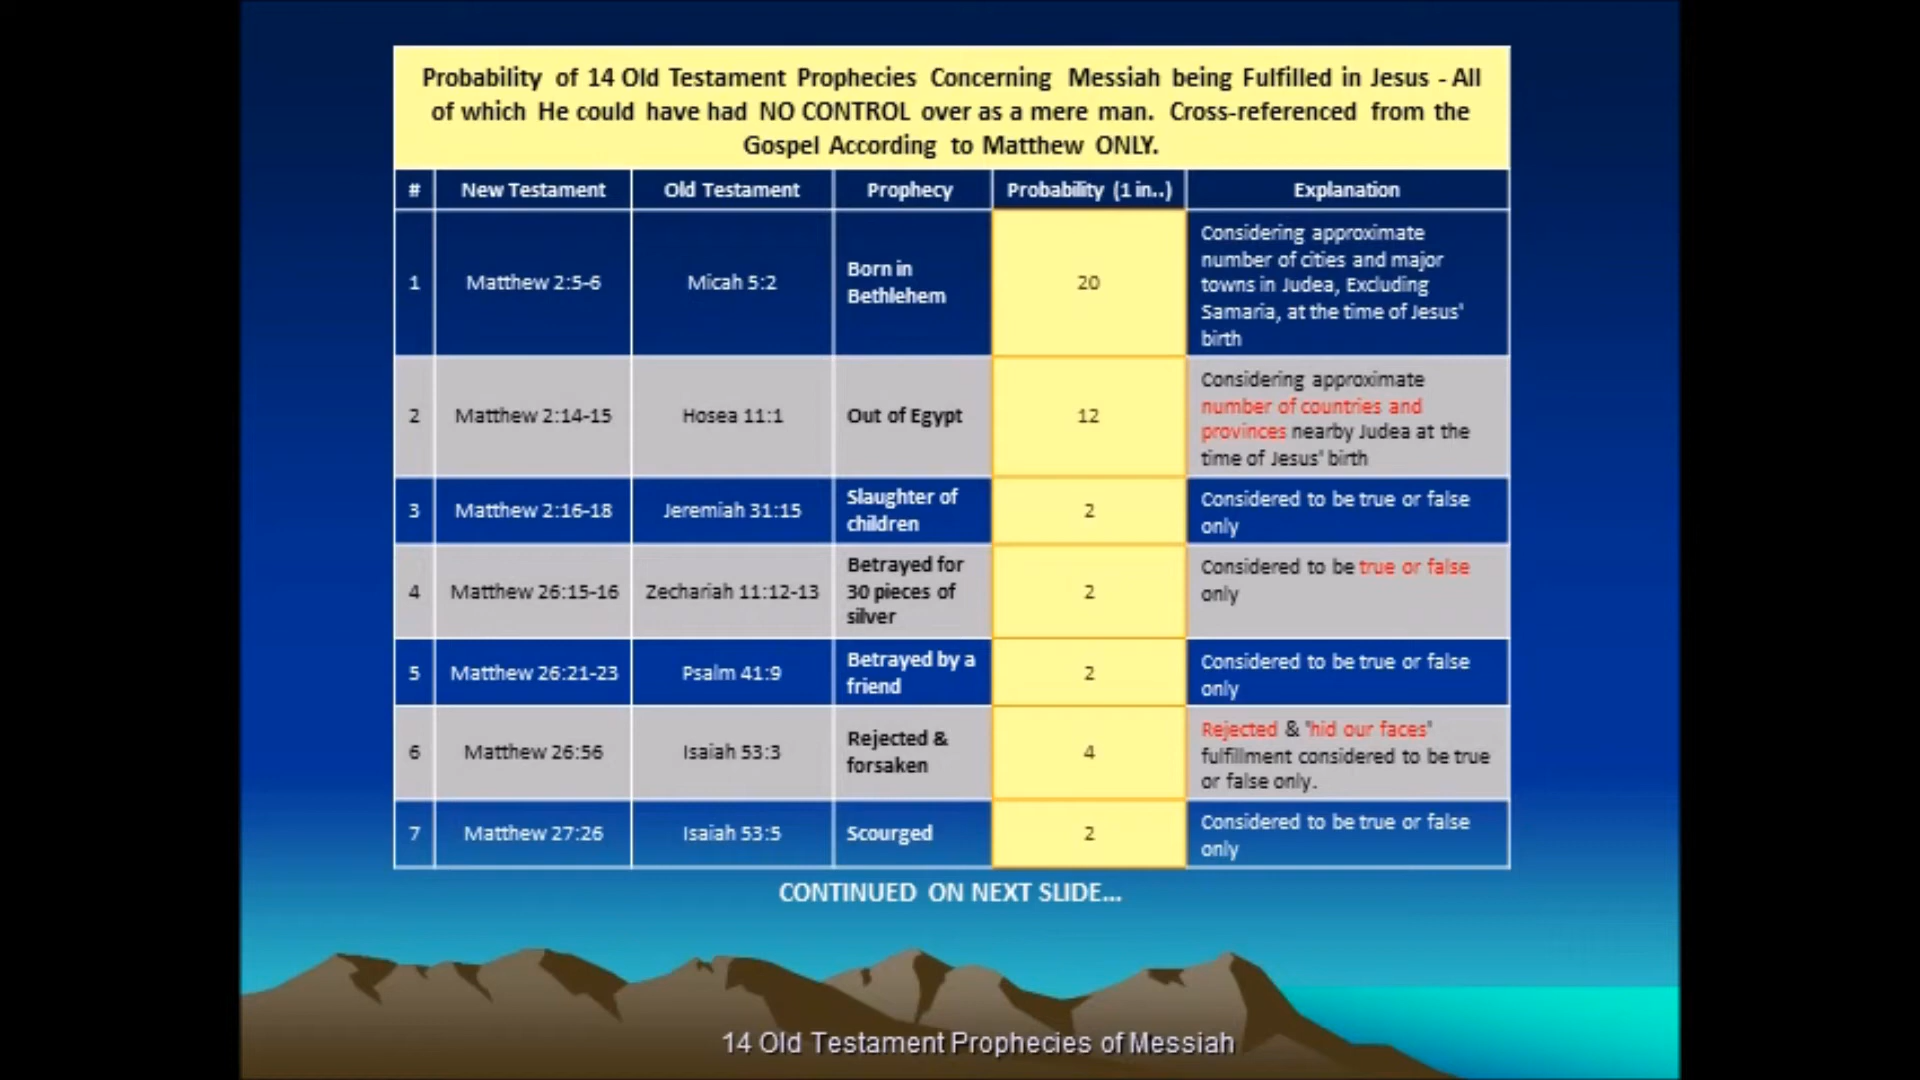 Probability of 14 Old Testament Prophecies Concerning Messiah being Fulfilled in Jesus - All
of which He could have had NO CONTROL over as a mere man. Cross-referenced from the
Gospel According to Matthew ONLY.
# New Testament Old Testament Prophecy Probability (1 in..) Explanation
1 Matthew 2:5-6 Micah 5:2 Born in
Bethlehem
20
Considering approximate
number of cities and major
towns in Judea, Excluding
Samaria, at the time of Jesus'
birth
2 Matthew 2:14-15 Hosea 11:1 Out of Egypt 12
Considering approximate
number of countries and
provinces nearby Judea at the
time of Jesus' birth
3 Matthew 2:16-18 Jeremiah 31:15 Slaughter of
children
2
Considered to be true or false
only
4 Matthew 26:15-16 Zechariah 11:12-13 Betrayed for
30 pieces of
silver
2
Considered to be true or false
only
5 Matthew 26:21-23 Psalm 41:9 Betrayed by a
friend
2
Considered to be true or false
only
6 Matthew 26:56 Isaiah 53:3 Rejected &
forsaken
4
Rejected & 'hid our faces'
fulfillment considered to be true
or false only.
7 Matthew 27:26 Isaiah 53:5 Scourged 2
Considered to be true or false
only
CONTINUED ON NEXT SLIDE...
14 Old Testament Prophecies of Messiah